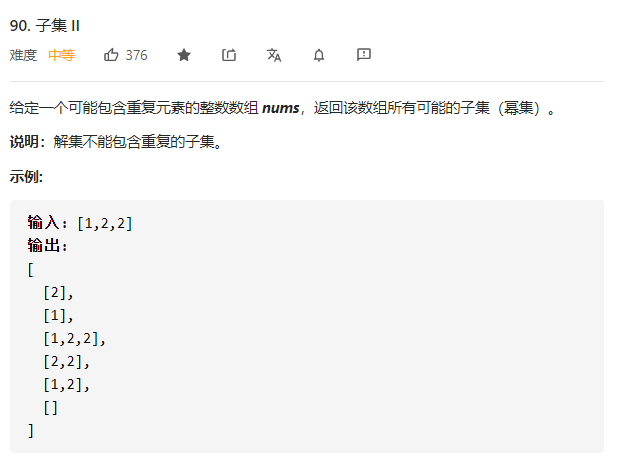 90. 子集 II
难度 中等 376
给定一个可能包含重复元素的整数数组 nums，返回该数组所有可能的子集（幂集）。
说明：解集不能包含重复的子集。
示例:
输入：[1,2,2]
输出：
[
  [2],
  [1],
  [1,2,2],
  [2,2],
  [1,2],
  []
]